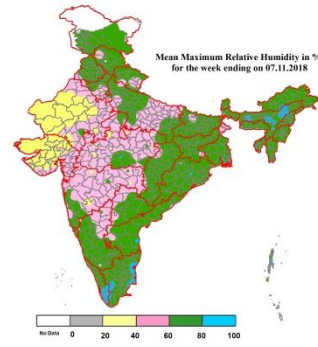 Mean Maximum Relative Humidity in %
for the week ending on 07.11.2018
No Data 0 20 40 60 80 100